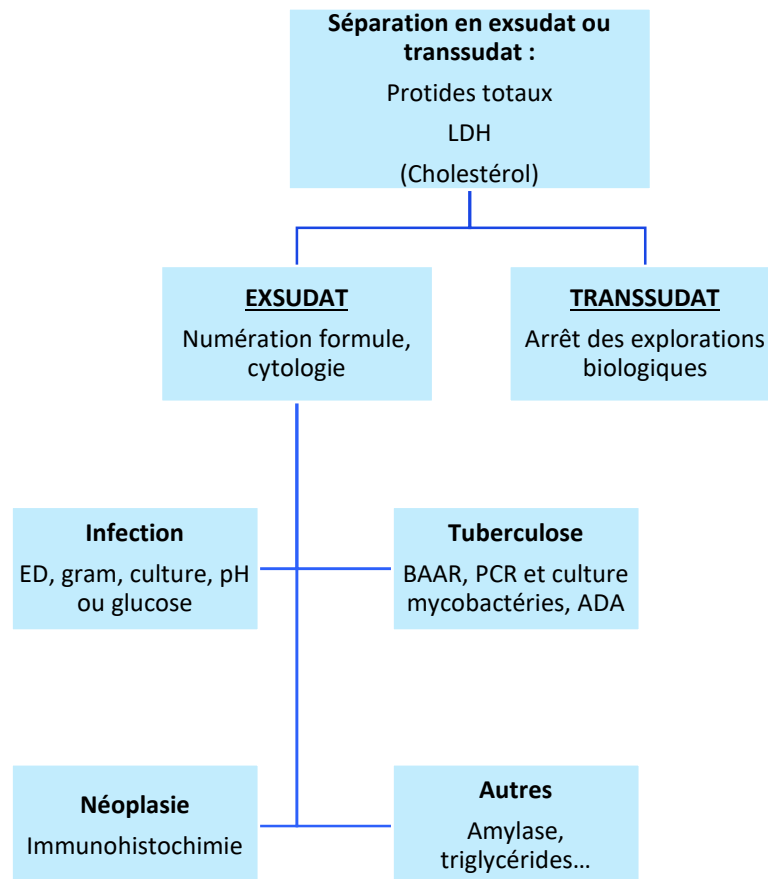 Séparation en exsudat ou
transsudat :
Protides totaux
LDH
(Cholestérol)
EXSUDAT
Numération formule,
cytologie
TRANSSUDAT
Arrêt des explorations
biologiques
Infection
ED, gram, culture, pH
ou glucose
Tuberculose
BAAR, PCR et culture
mycobactéries, ADA
Néoplasie
Immunohistochimie
Autres
Amylase,
triglycérides…